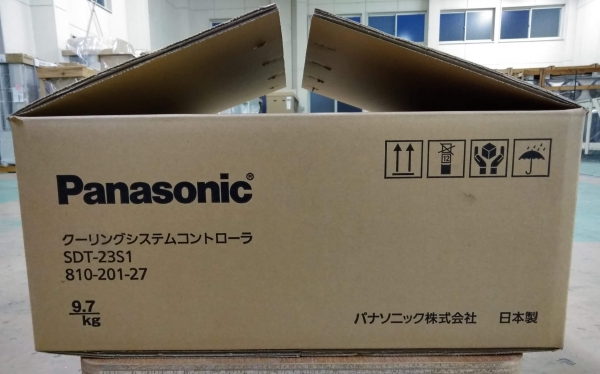 Panasonic®
クーリングシステムコントローラ
SDT-23S1
810-201-27
9.7
kg
パナソニック株式会社 日本製